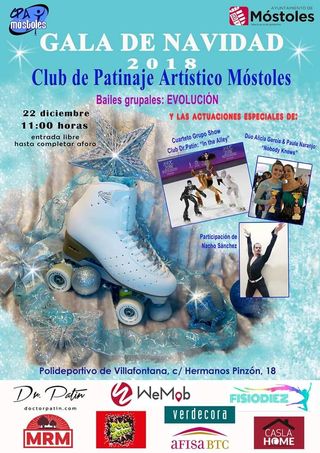 CPA
móstoles
AYUNTAMIENTO DE
Móstoles
GALA DE NAVIDAD
2018
Club de Patinaje Artístico Móstoles
Bailes grupales: EVOLUCIÓN
22 diciembre
11:00 horas
entrada libre
hasta completar aforo
Y LAS ACTUACIONES ESPECIALES DE:
Cuarteto Grupo Show
Club Dr.Patin: "In the Alley"
Duo Alicia Gerois & Paula Naranjo:
"Nobody Knows"
Participación de
Nacho Sánchez
Polideportivo de Villafontana, c/ Hermanos Pinzón, 18
Dr. Patín
doctorpatin.com
WeMob
FISIODIEZ
MRM
verdecora
AFISA BTC
CASLA
HOME